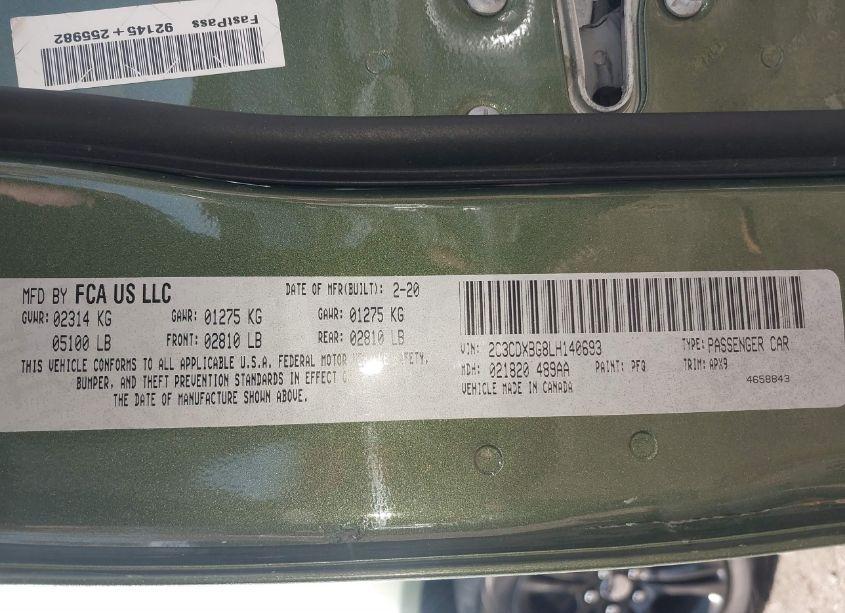 FastPass
92145 + 255982
MFD BY FCA US LLC
DATE OF MFR(BUILT): 2-20
GVWR: 02314 KG GAWR: 01275 KG GAWR: 01275 KG
05100 LB FRONT: 02810 LB REAR: 02810 LB
THIS VEHICLE CONFORMS TO ALL APPLICABLE U.S.A. FEDERAL MOTOR VEHICLE SAFETY,
BUMPER, AND THEFT PREVENTION STANDARDS IN EFFECT
THE DATE OF MANUFACTURE SHOWN ABOVE.
VIN: 2C3CDXBG8LH140693 TYPE: PASSENGER CAR
MDH: 021820 489AA PAINT: PFQ TRIM: APX9
VEHICLE MADE IN CANADA
4658843